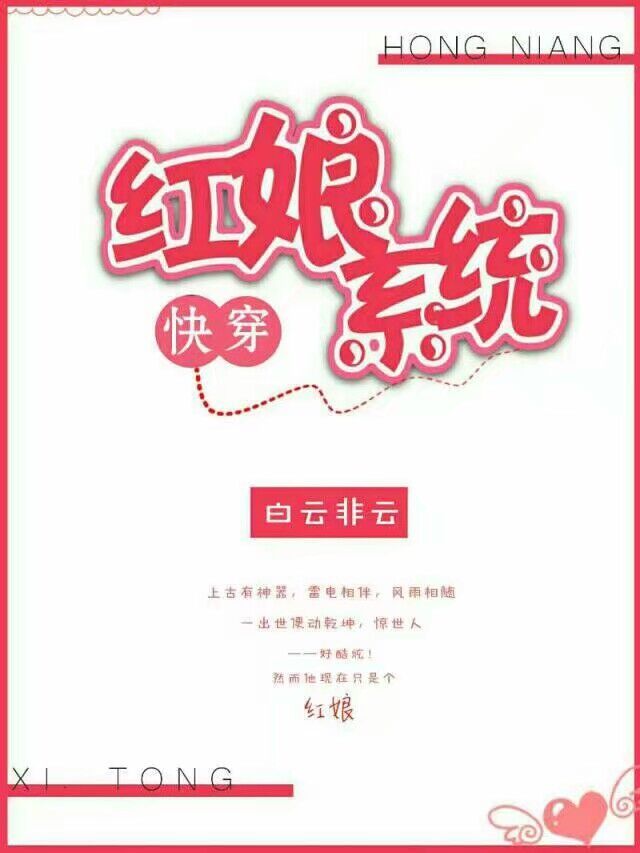 HONG NIANG
红娘
系统
快穿
白云非云
上古有神器，雷电相伴，风雨相随
一出世便动乾坤，惊世人
——好酷炫！
然而他现在只是个
红娘
XI. TONG